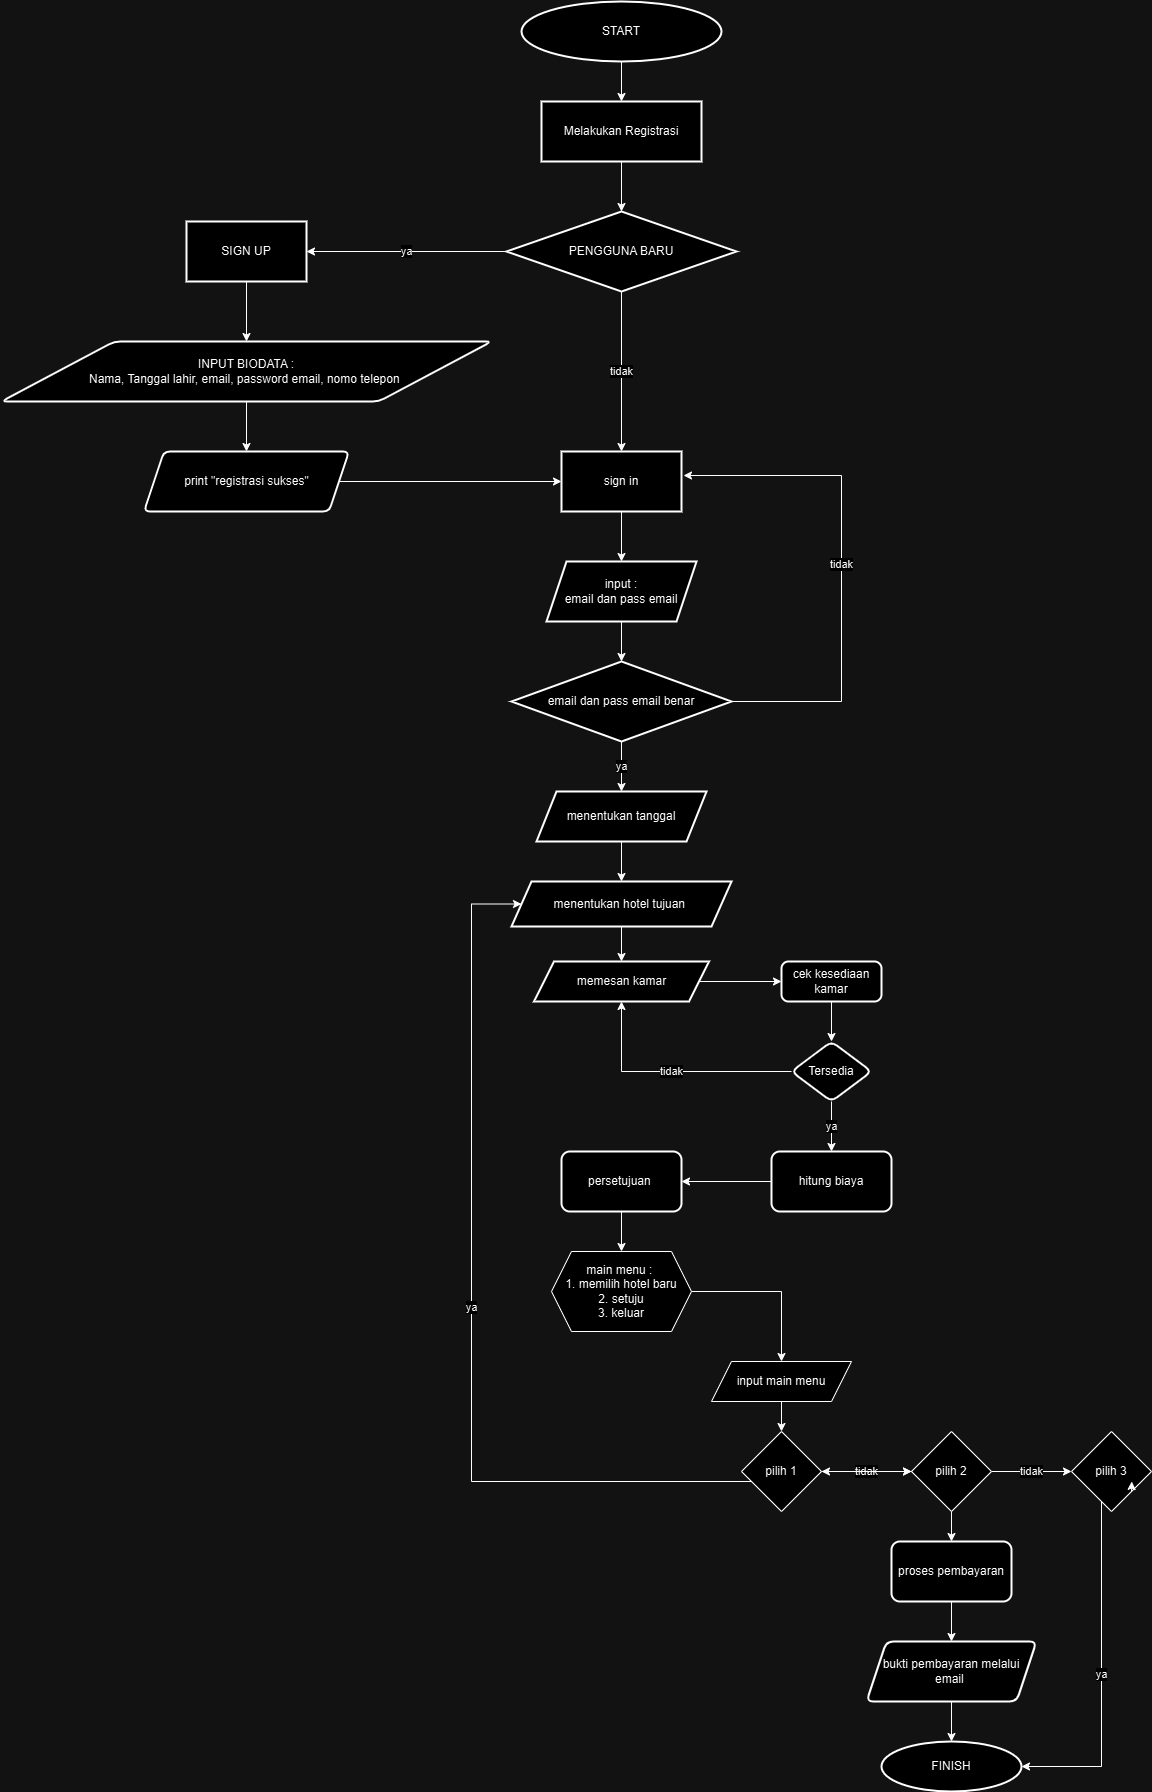 START
Melakukan Registrasi
PENGGUNA BARU
ya
SIGN UP
INPUT BIODATA :
Nama, Tanggal lahir, email, password email, nomo telepon
tidak
print "registrasi sukses"
sign in
tidak
input :
email dan pass email
email dan pass email benar
ya
menentukan tanggal
menentukan hotel tujuan
memesan kamar
cek kesediaan
kamar
Tersedia
tidak
ya
persetujuan
hitung biaya
main menu :
1. memilih hotel baru
2. setuju
3. keluar
ya
input main menu
pilih 1
tidak
pilih 2
tidak
pilih 3
proses pembayaran
bukti pembayaran melalui
email
ya
FINISH